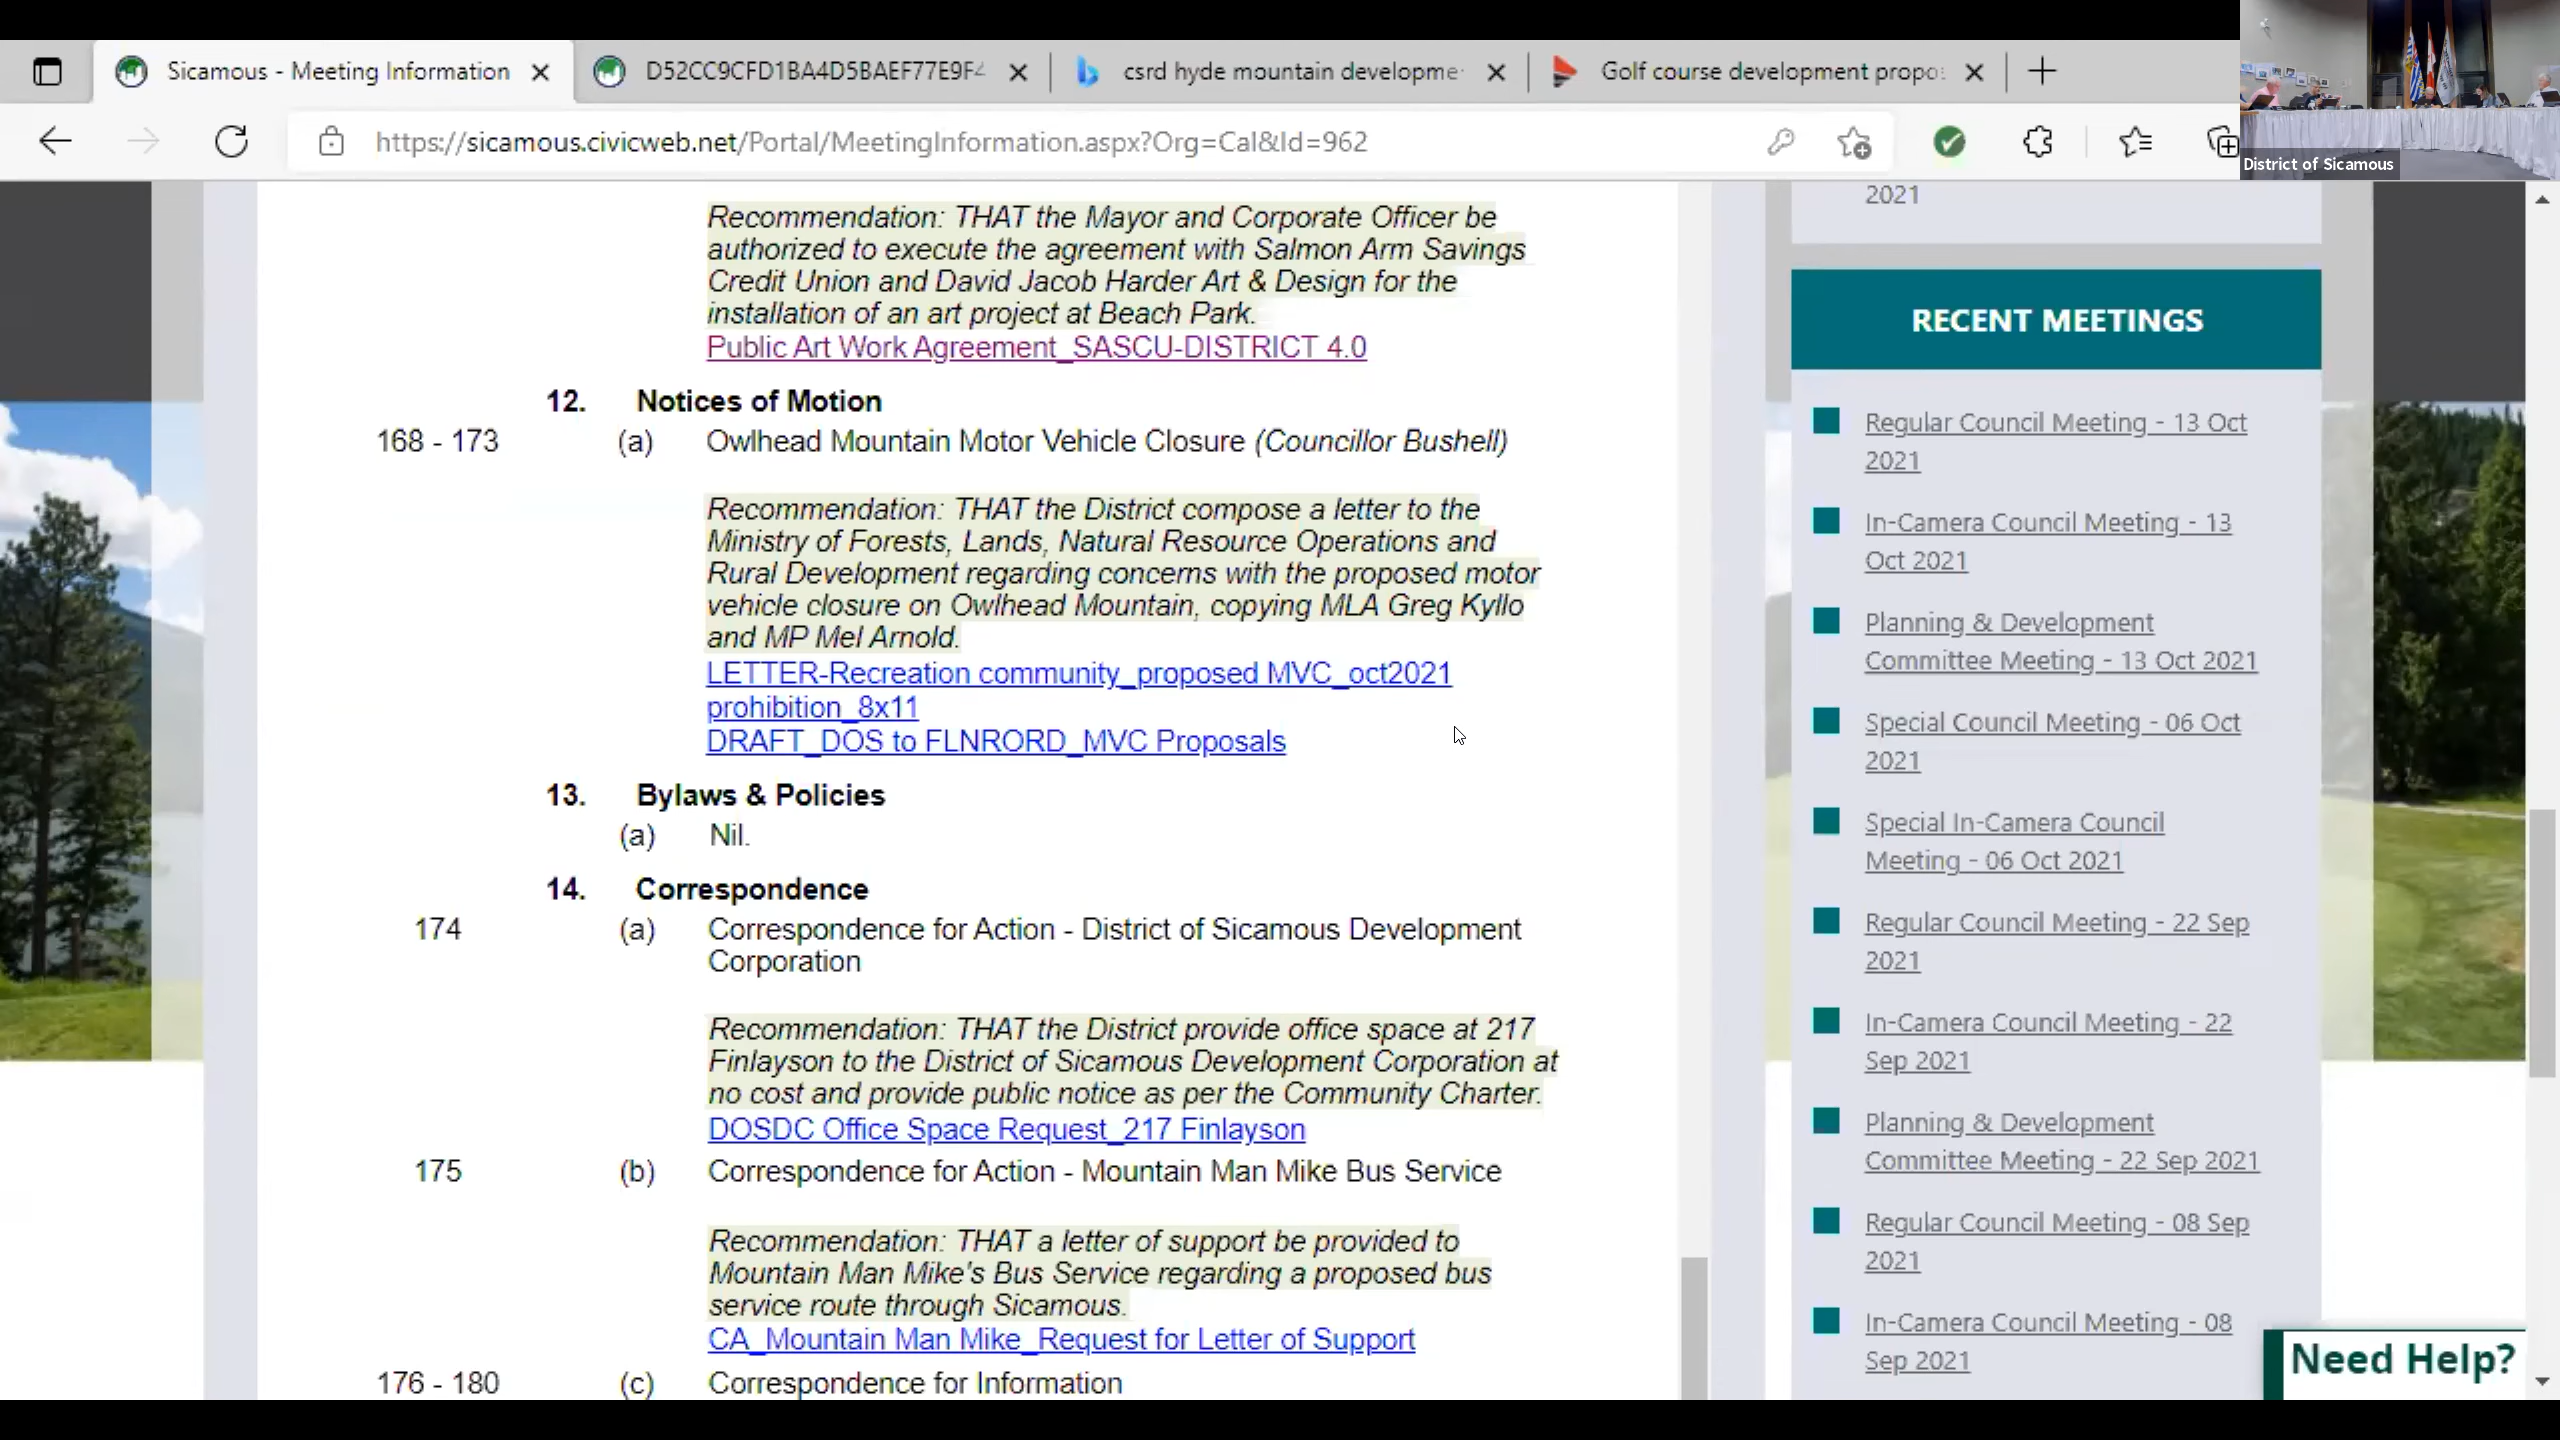 Sicamous - Meeting Information
D52CC9CFD1BA4D5BAEF77E9F4
csrd hyde mountain developme
Golf course development propo
https://sicamous.civicweb.net/Portal/MeetingInformation.aspx?Org=Cal&Id=962
District of Sicamous
Recommendation: THAT the Mayor and Corporate Officer be
authorized to execute the agreement with Salmon Arm Savings
Credit Union and David Jacob Harder Art & Design for the
installation of an art project at Beach Park.
Public Art Work Agreement_SASCU-DISTRICT 4.0
12. Notices of Motion
168 - 173 (a) Owlhead Mountain Motor Vehicle Closure (Councillor Bushell)
Recommendation: THAT the District compose a letter to the
Ministry of Forests, Lands, Natural Resource Operations and
Rural Development regarding concerns with the proposed motor
vehicle closure on Owlhead Mountain, copying MLA Greg Kyllo
and MP Mel Arnold.
LETTER-Recreation community_proposed MVC_oct2021
prohibition_8x11
DRAFT_DOS to FLNRORD_MVC Proposals
13. Bylaws & Policies
(a) Nil.
14. Correspondence
174 (a) Correspondence for Action - District of Sicamous Development
Corporation
Recommendation: THAT the District provide office space at 217
Finlayson to the District of Sicamous Development Corporation at
no cost and provide public notice as per the Community Charter.
DOSDC Office Space Request_217 Finlayson
175 (b) Correspondence for Action - Mountain Man Mike Bus Service
Recommendation: THAT a letter of support be provided to
Mountain Man Mike's Bus Service regarding a proposed bus
service route through Sicamous.
CA_Mountain Man Mike_Request for Letter of Support
176 - 180 (c) Correspondence for Information
2021
RECENT MEETINGS
Regular Council Meeting - 13 Oct
2021
In-Camera Council Meeting - 13
Oct 2021
Planning & Development
Committee Meeting - 13 Oct 2021
Special Council Meeting - 06 Oct
2021
Special In-Camera Council
Meeting - 06 Oct 2021
Regular Council Meeting - 22 Sep
2021
In-Camera Council Meeting - 22
Sep 2021
Planning & Development
Committee Meeting - 22 Sep 2021
Regular Council Meeting - 08 Sep
2021
In-Camera Council Meeting - 08
Sep 2021
Need Help?